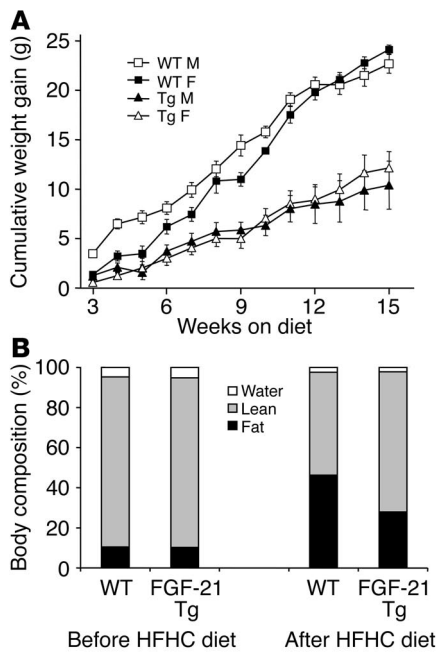 A
Cumulative weight gain (g)
25
20
15
10
5
0
WT M
WT F
Tg M
Tg F
3 6 9 12 15
Weeks on diet
B
Body composition (%)
100
80
60
40
20
0
Water
Lean
Fat
WT FGF-21 WT FGF-21
Tg Tg
Before HFHC diet After HFHC diet